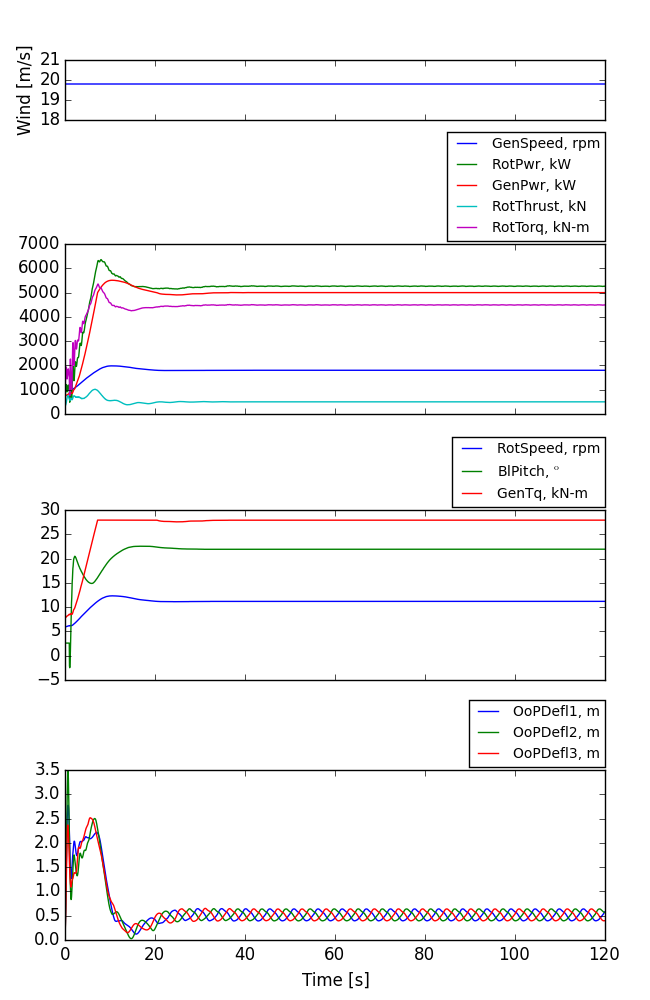 Wind [m/s]
21
20
19
18
GenSpeed, rpm
RotPwr, kW
GenPwr, kW
RotThrust, kN
RotTorq, kN-m
7000
6000
5000
4000
3000
2000
1000
0
RotSpeed, rpm
BlPitch, °
GenTq, kN-m
30
25
20
15
10
5
0
−5
OoPDefl1, m
OoPDefl2, m
OoPDefl3, m
3.5
3.0
2.5
2.0
1.5
1.0
0.5
0.0
0 20 40 60 80 100 120
Time [s]